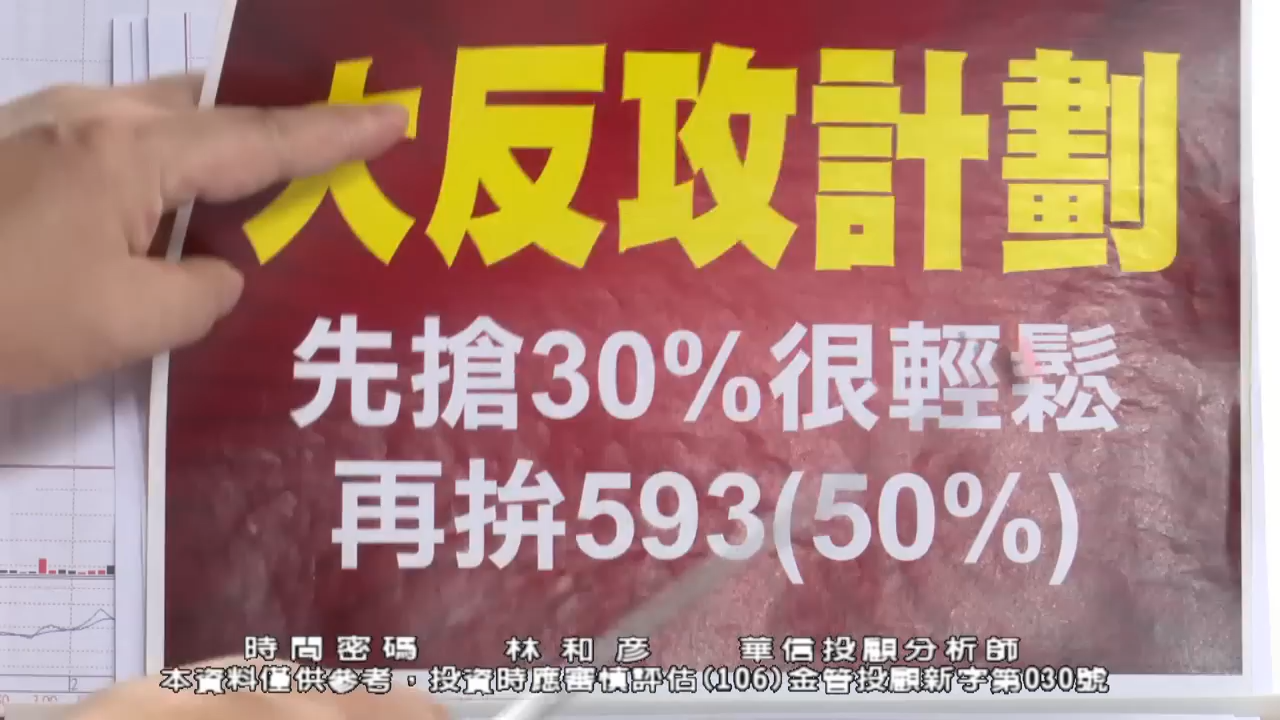 大反攻計劃
先搶30%很輕鬆
再拚593(50%)
時間密碼 林和彥 華信投顧分析師
本資料僅供參考,投資時應審慎評估(106)金管投顧新字第030號